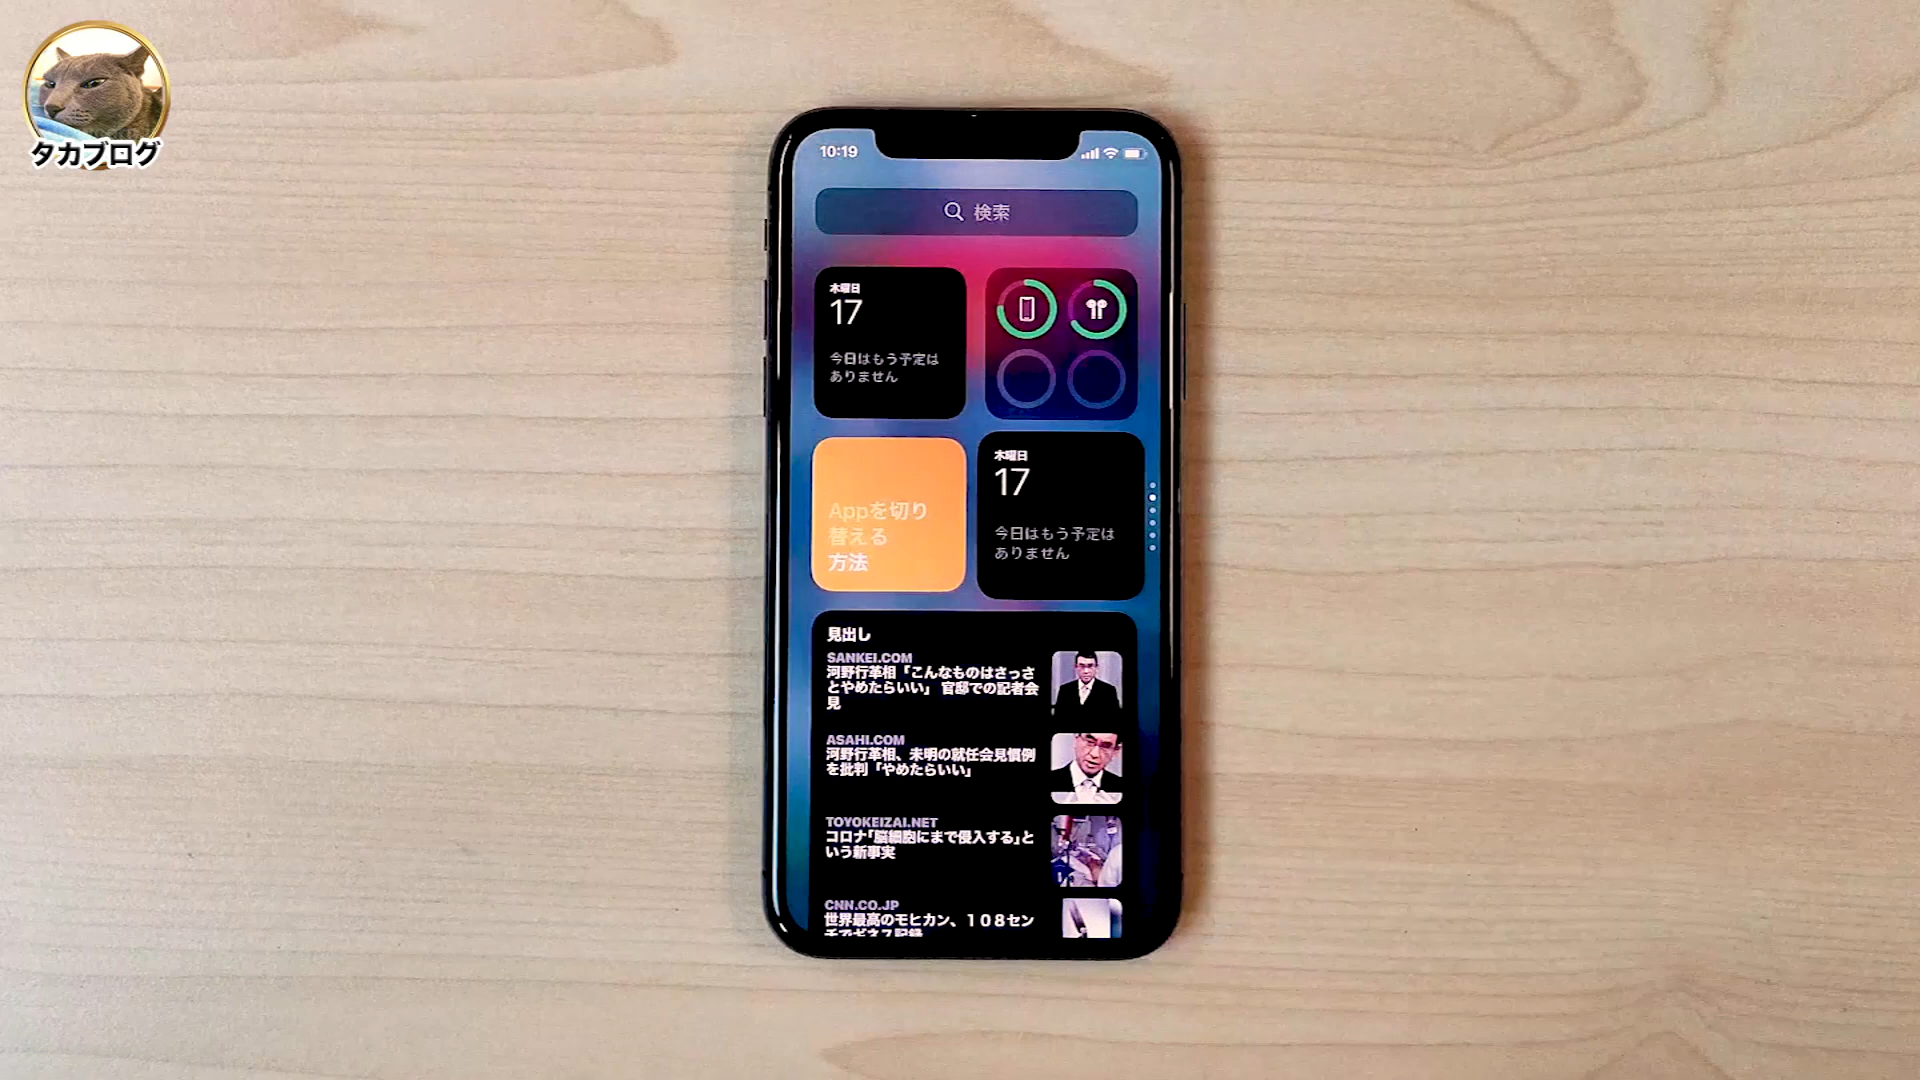 タカブログ
10:19
検索
木曜日
17
今日はもう予定は
ありません
Appを切り
替える
方法
木曜日
17
今日はもう予定は
ありません
見出し
SANKEI.COM
河野行革相「こんなものはさっさ
とやめたらいい」 官邸での記者会
見
ASAHI.COM
河野行革相、未明の就任会見慣例
を批判「やめたらいい」
TOYOKEIZAI.NET
コロナ｢脳細胞にまで侵入する｣と
いう新事実
CNN.CO.JP
世界最高のモヒカン、１０８セン
チでギネス記録